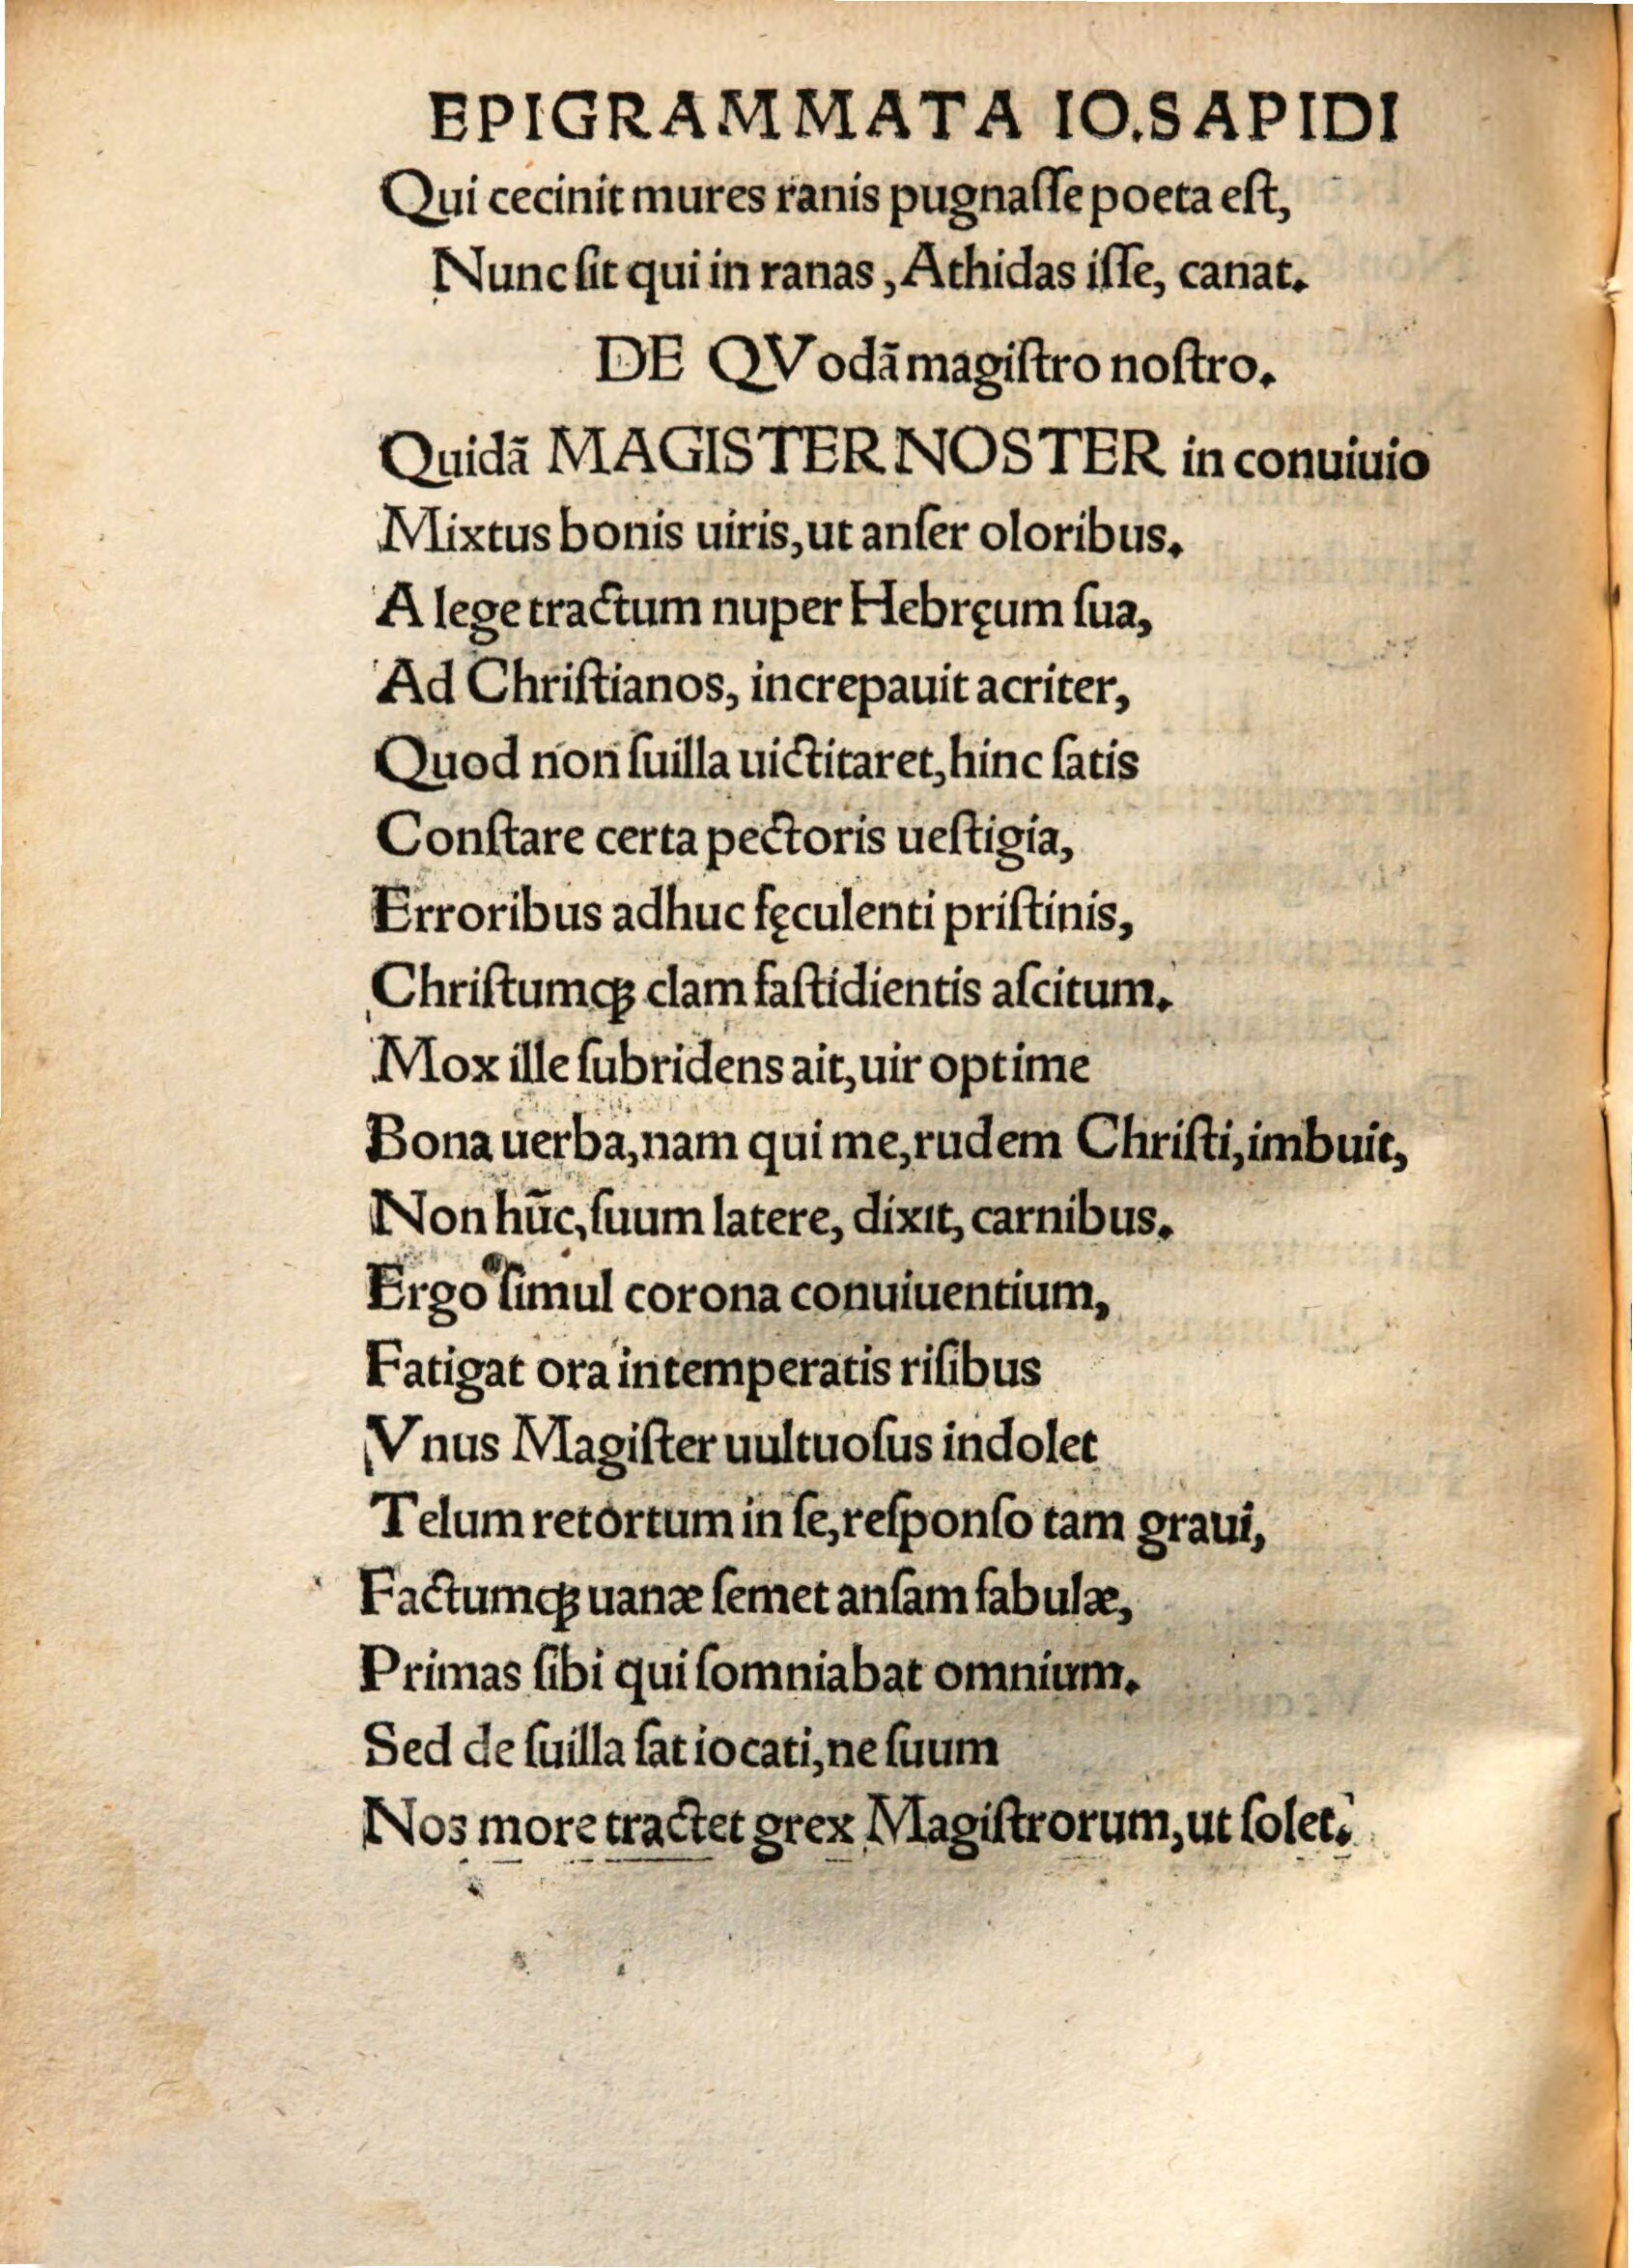 EPIGRAMMATA IO.SAPIDI
Qui cecinit mures ranis pugnaſſe poeta eſt,
Nunc ſit qui in ranas, Athidas iſſe, canat.
DE QVodā magiſtro noſtro.
Quidā MAGISTER NOSTER in conuiuio
Mixtus bonis uiris, ut anſer oloribus.
A lege tractum nuper Hebręum ſua,
Ad Chriſtianos, increpauit acriter,
Quod non ſuilla uictitaret, hinc ſatis
Conſtare certa pectoris ueſtigia,
Erroribus adhuc fęculenti priſtinis,
Chriſtumqꝫ clam faſtidientis aſcitum.
Mox ille ſubridens ait, uir optime
Bona uerba, nam qui me, rudem Chriſti, imbuit,
Non hūc, ſuum latere, dixit, carnibus.
Ergo ſimul corona conuiuentium,
Fatigat ora intemperatis riſibus
Vnus Magiſter uultuoſus indolet
Telum retortum in ſe, reſponſo tam graui,
Factumqꝫ uanæ ſemet anſam fabulæ,
Primas ſibi qui ſomniabat omnium.
Sed de ſuilla ſat iocati, ne ſuum
Nos more tractet grex Magiſtrorum, ut ſolet.